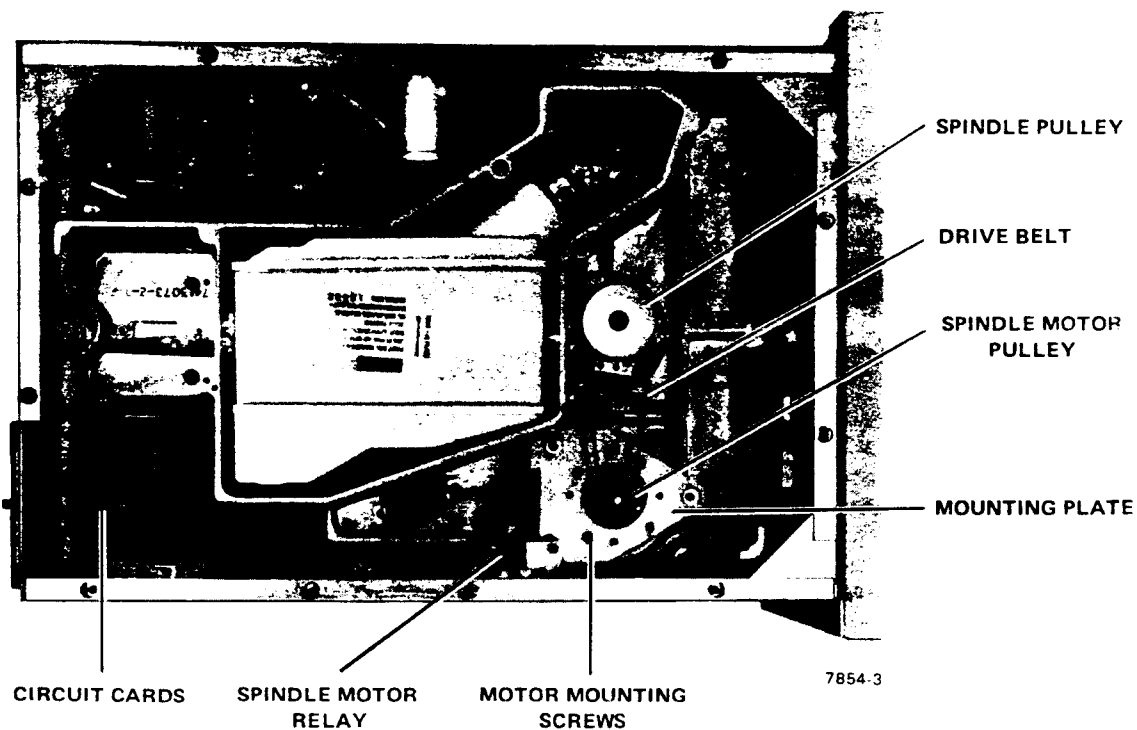 SPINDLE PULLEY
DRIVE BELT
SPINDLE MOTOR
PULLEY
MOUNTING PLATE
7854-3
CIRCUIT CARDS
SPINDLE MOTOR
RELAY
MOTOR MOUNTING
SCREWS